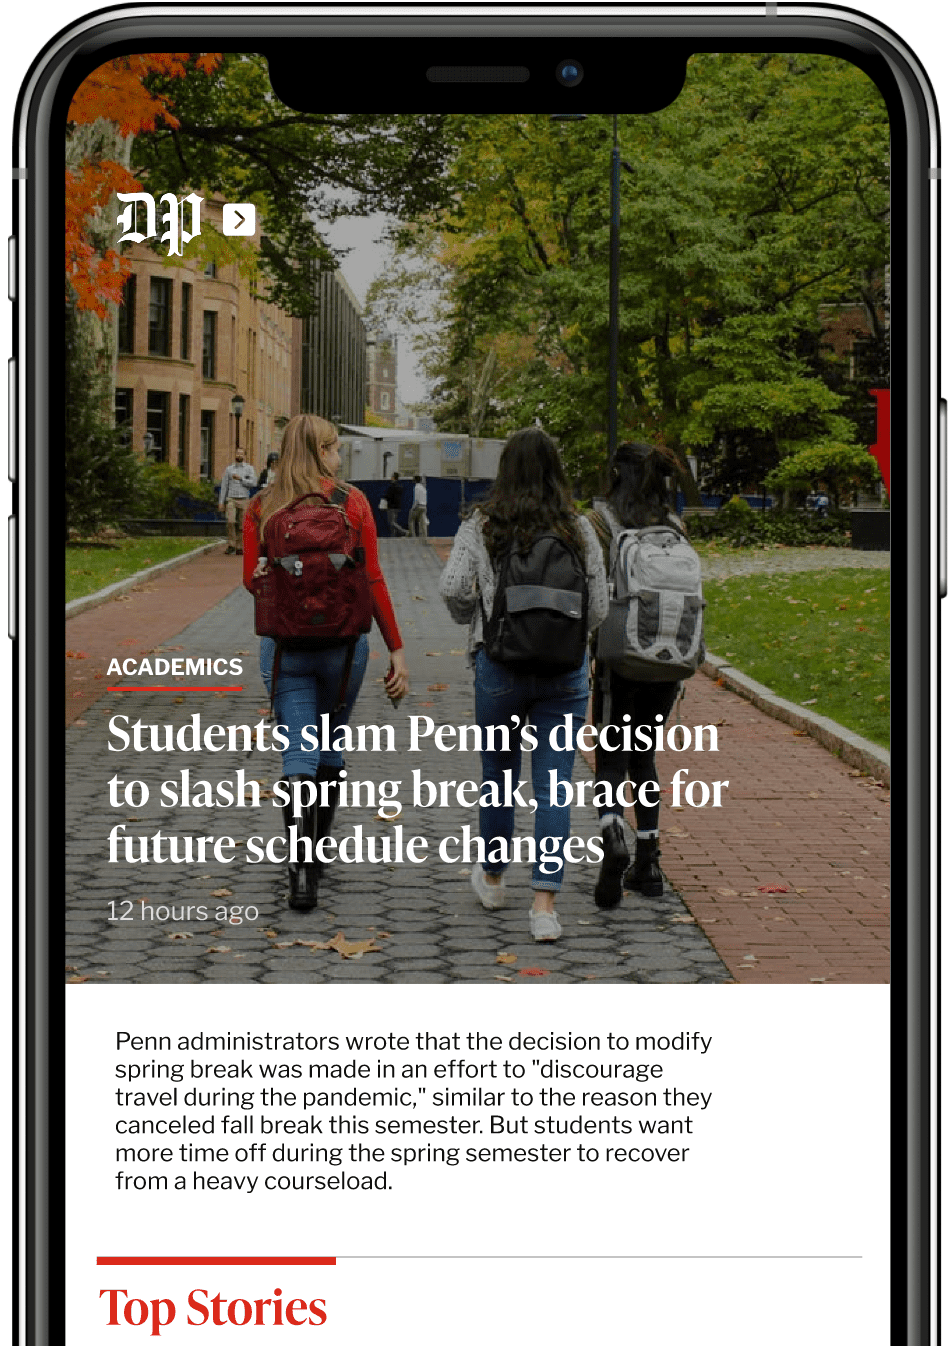 DP
ACADEMICS
Students slam Penn’s decision
to slash spring break, brace for
future schedule changes
12 hours ago
Penn administrators wrote that the decision to modify
spring break was made in an effort to "discourage
travel during the pandemic," similar to the reason they
canceled fall break this semester. But students want
more time off during the spring semester to recover
from a heavy courseload.
Top Stories